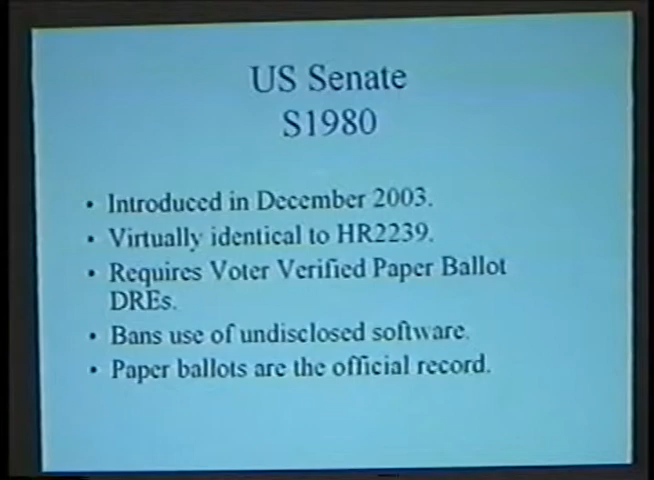 US Senate
S1980
• Introduced in December 2003.
• Virtually identical to HR2239.
• Requires Voter Verified Paper Ballot
DREs.
• Bans use of undisclosed software.
• Paper ballots are the official record.